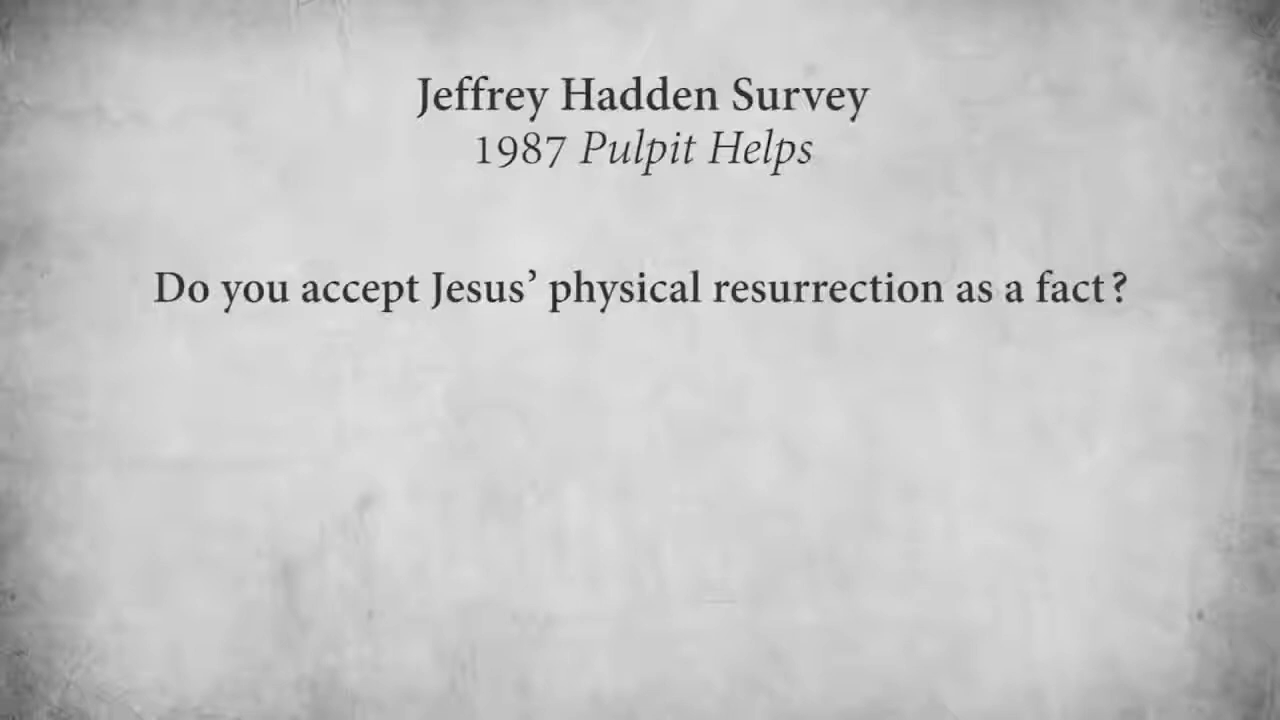 Jeffrey Hadden Survey
1987 Pulpit Helps
Do you accept Jesus’ physical resurrection as a fact?